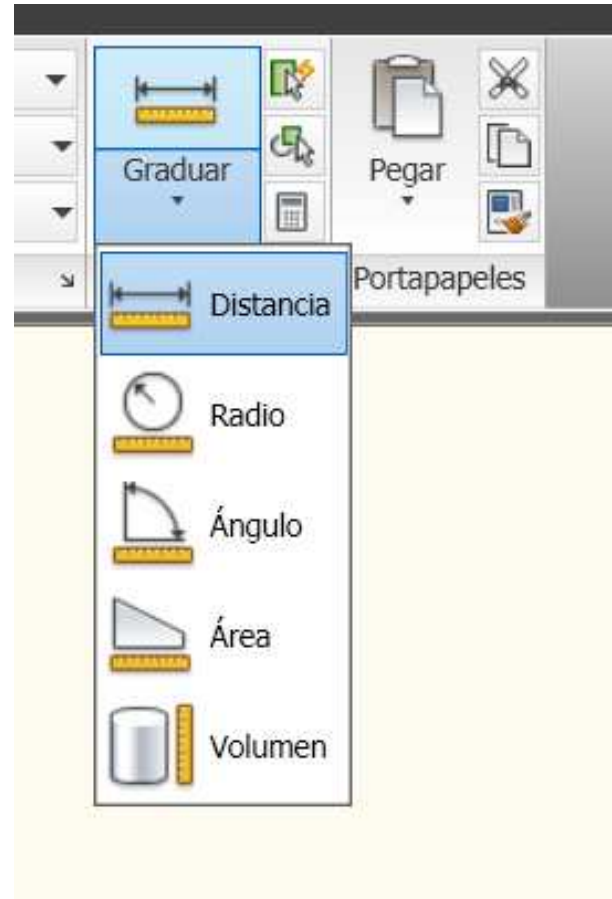 Graduar
Pegar
Portapapeles
Distancia
Radio
Ángulo
Área
Volumen